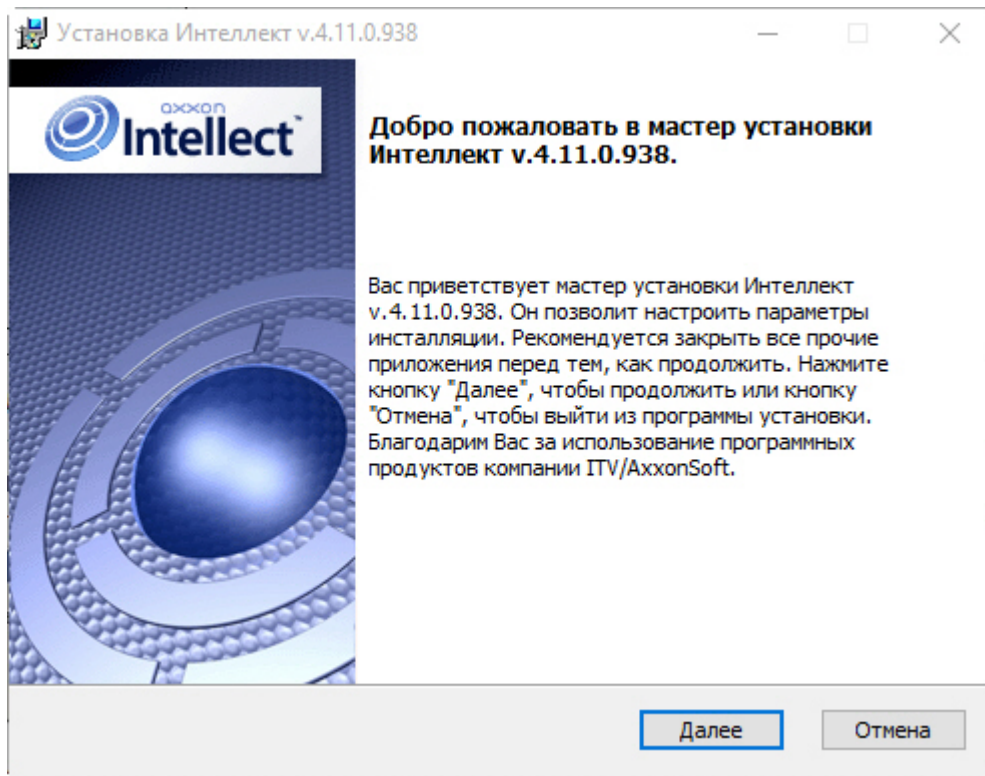 Установка Интеллект v.4.11.0.938
axxon
Intellect™
Добро пожаловать в мастер установки
Интеллект v.4.11.0.938.
Вас приветствует мастер установки Интеллект
v.4.11.0.938. Он позволит настроить параметры
инсталляции. Рекомендуется закрыть все прочие
приложения перед тем, как продолжить. Нажмите
кнопку "Далее", чтобы продолжить или кнопку
"Отмена", чтобы выйти из программы установки.
Благодарим Вас за использование программных
продуктов компании ITV/AxxonSoft.
Далее
Отмена